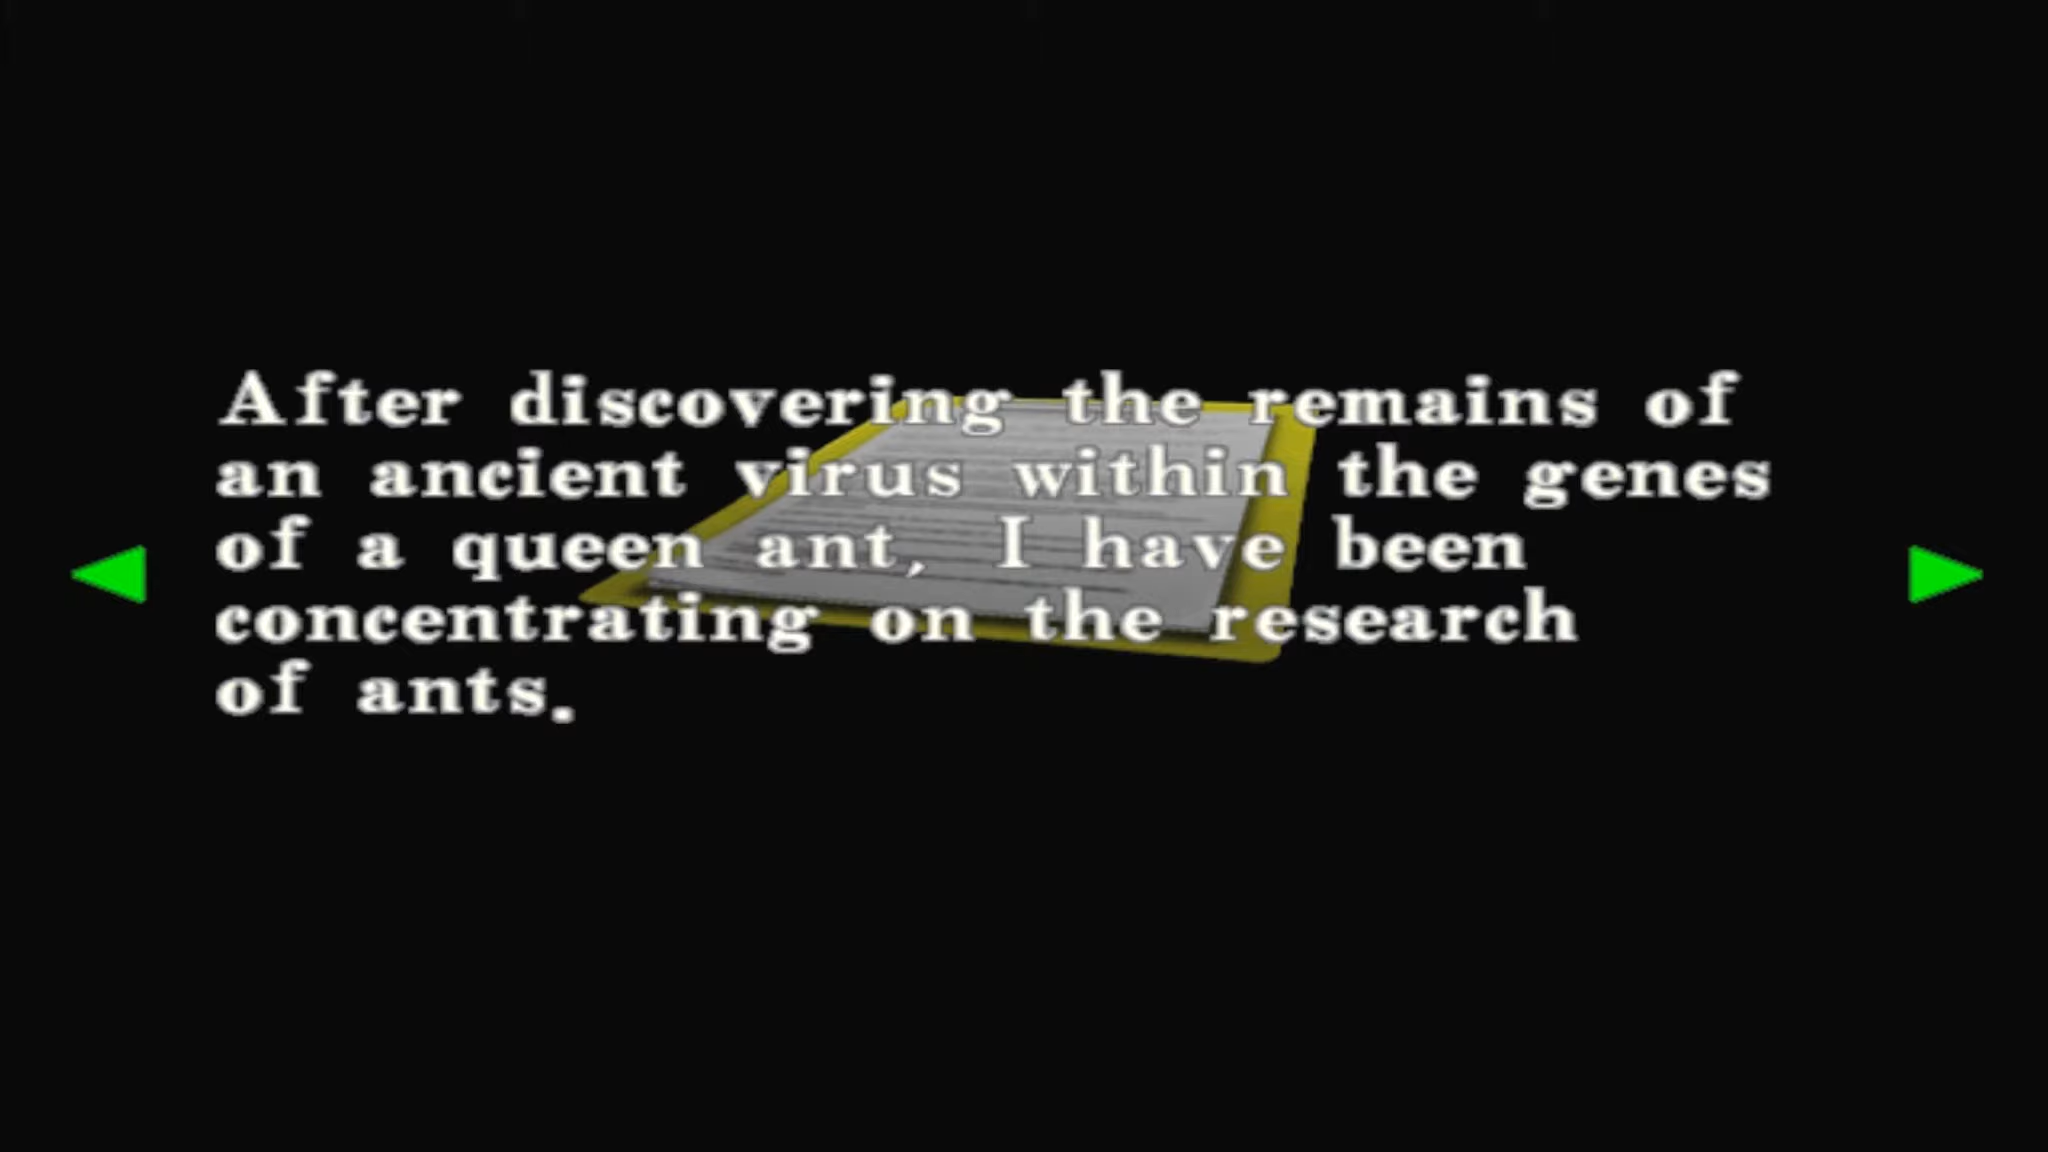 After discovering the remains of
an ancient virus within the genes
of a queen ant, I have been
concentrating on the research
of ants.